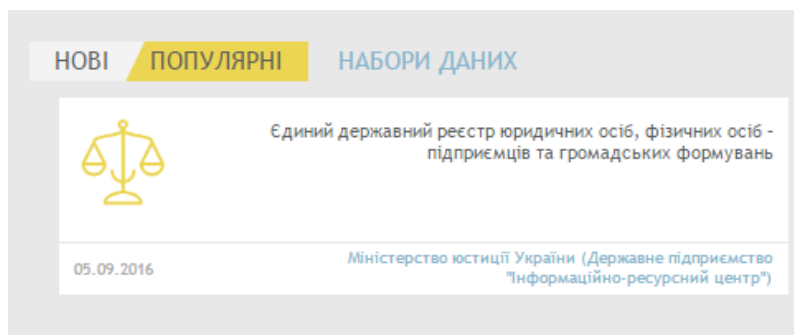 НОВІ ПОПУЛЯРНІ НАБОРИ ДАНИХ
Єдиний державний реєстр юридичних осіб, фізичних осіб -
підприємців та громадських формувань
Міністерство юстиції України (Державне підприємство
05.09.2016
"Інформаційно-ресурсний центр")